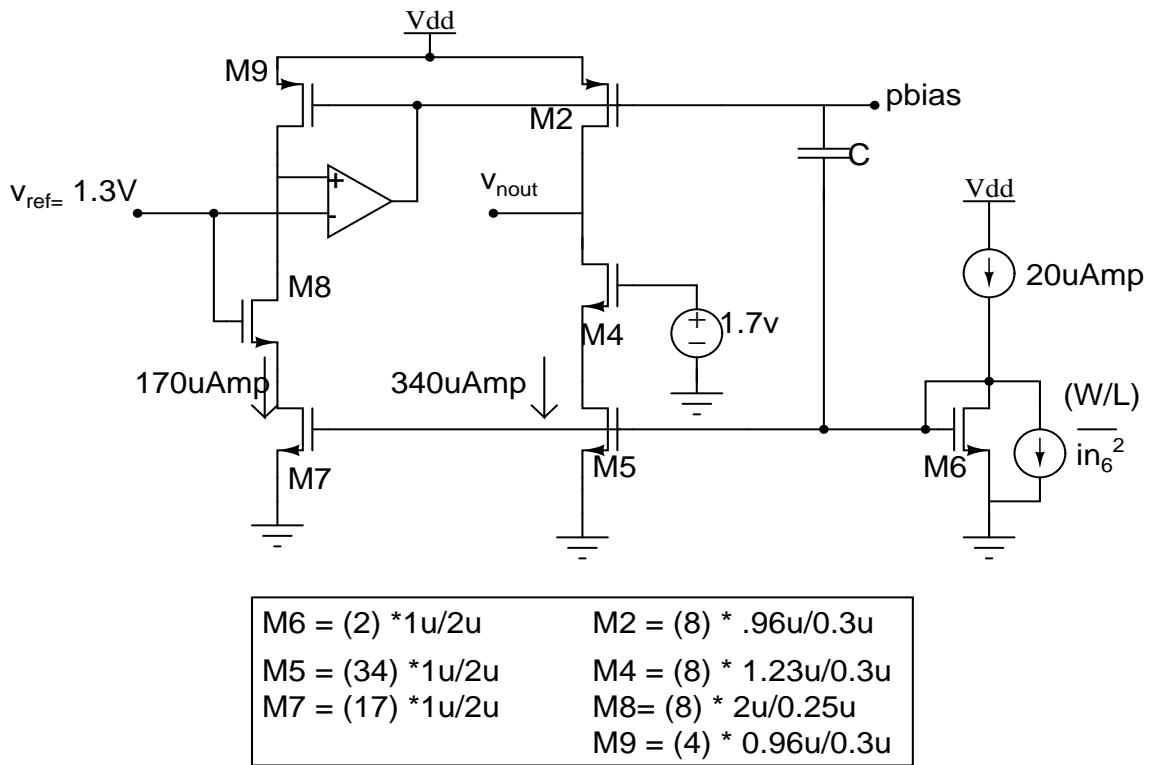 Vdd
M9
M2
pbias
C
v_ref= 1.3V
+
-
v_nout
Vdd
20uAmp
M8
M4
+
−
1.7v
170uAmp
340uAmp
(W/L)
in_6^2
M7
M5
M6
M6 = (2) *1u/2u
M2 = (8) * .96u/0.3u
M5 = (34) *1u/2u
M4 = (8) * 1.23u/0.3u
M7 = (17) *1u/2u
M8= (8) * 2u/0.25u
M9 = (4) * 0.96u/0.3u